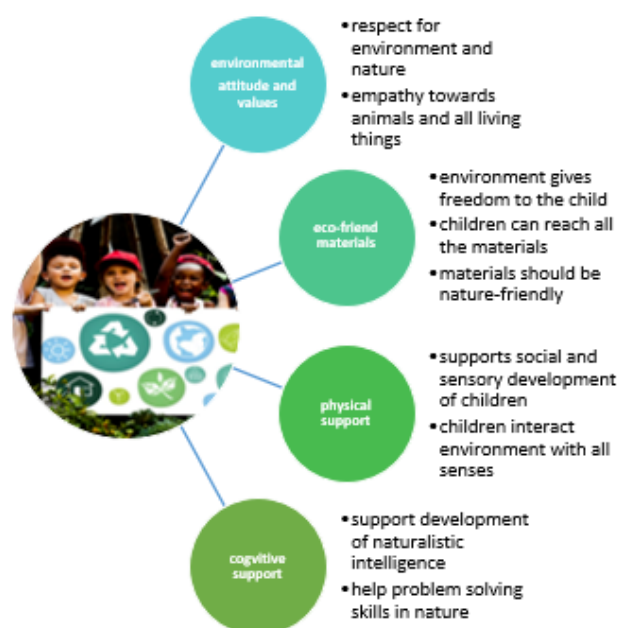 environmental
attitude and
values
•respect for
environment and
nature
•empathy towards
animals and all living
things
eco-friend
materials
•environment gives
freedom to the child
•children can reach all
the materials
•materials should be
nature-friendly
physical
support
•supports social and
sensory development
of children
•children interact
environment with all
senses
cogvitive
support
•support development
of naturalistic
intelligence
•help problem solving
skills in nature